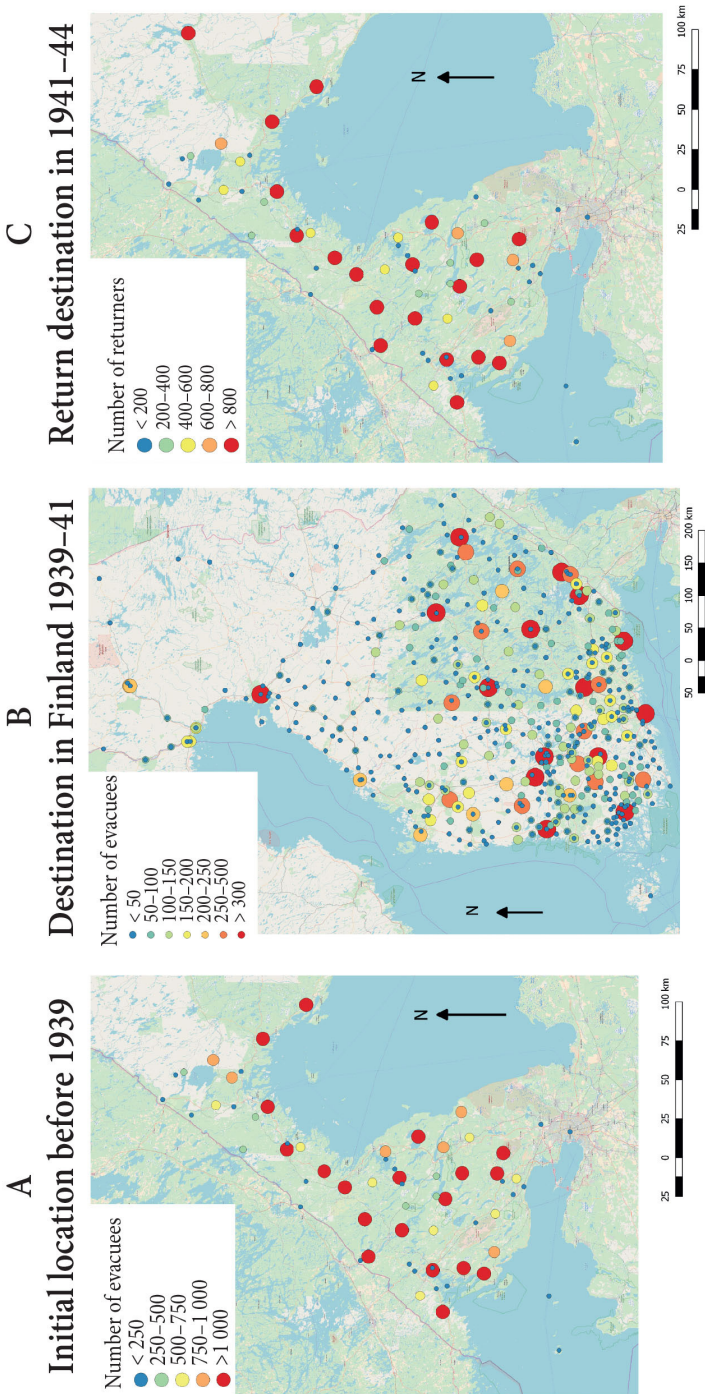 A
Initial location before 1939
Number of evacuees
< 250
250–500
500–750
750–1 000
>1 000
N
25 0 25 50 75 100 km
B
Destination in Finland 1939–41
Number of evacuees
< 50
50–100
100–150
150–200
200–250
250–500
> 300
N
50 0 50 100 150 200 km
C
Return destination in 1941–44
Number of returners
< 200
200–400
400–600
600–800
> 800
N
25 0 25 50 75 100 km